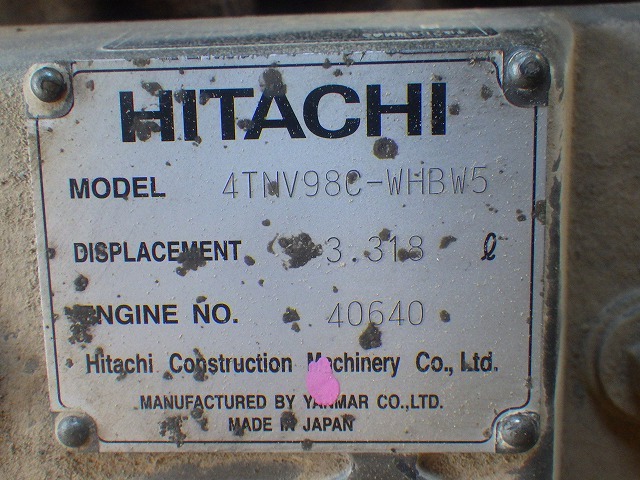 HITACHI
MODEL 4TNV98C-WHBW5
DISPLACEMENT 3.318 ℓ
ENGINE NO. 40640
Hitachi Construction Machinery Co., Ltd.
MANUFACTURED BY YANMAR CO.,LTD.
MADE IN JAPAN